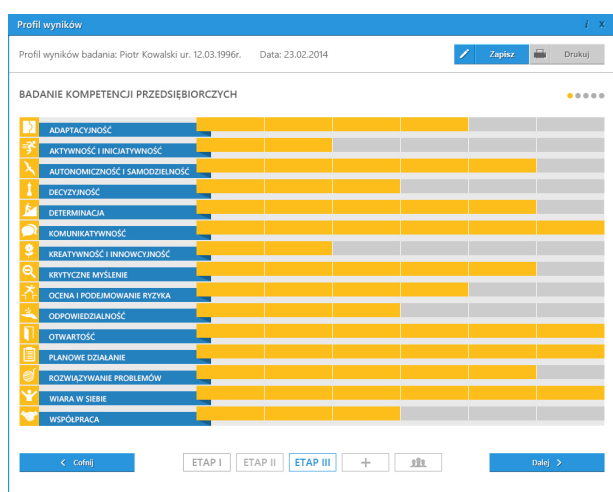 Profil wyników i X
Profil wyników badania: Piotr Kowalski ur. 12.03.1996r. Data: 23.02.2014 Zapisz Drukuj
BADANIE KOMPETENCJI PRZEDSIĘBIORCZYCH
ADAPTACYJNOŚĆ
AKTYWNOŚĆ I INICJATYWNOŚĆ
AUTONOMICZNOŚĆ I SAMODZIELNOŚĆ
DECYZYJNOŚĆ
DETERMINACJA
KOMUNIKATYWNOŚĆ
KREATYWNOŚĆ I INNOWCYJNOŚĆ
KRYTYCZNE MYŚLENIE
OCENA I PODEJMOWANIE RYZYKA
ODPOWIEDZIALNOŚĆ
OTWARTOŚĆ
PLANOWE DZIAŁANIE
ROZWIĄZYWANIE PROBLEMÓW
WIARA W SIEBIE
WSPÓŁPRACA
< Cofnij ETAP I ETAP II ETAP III + Dalej >